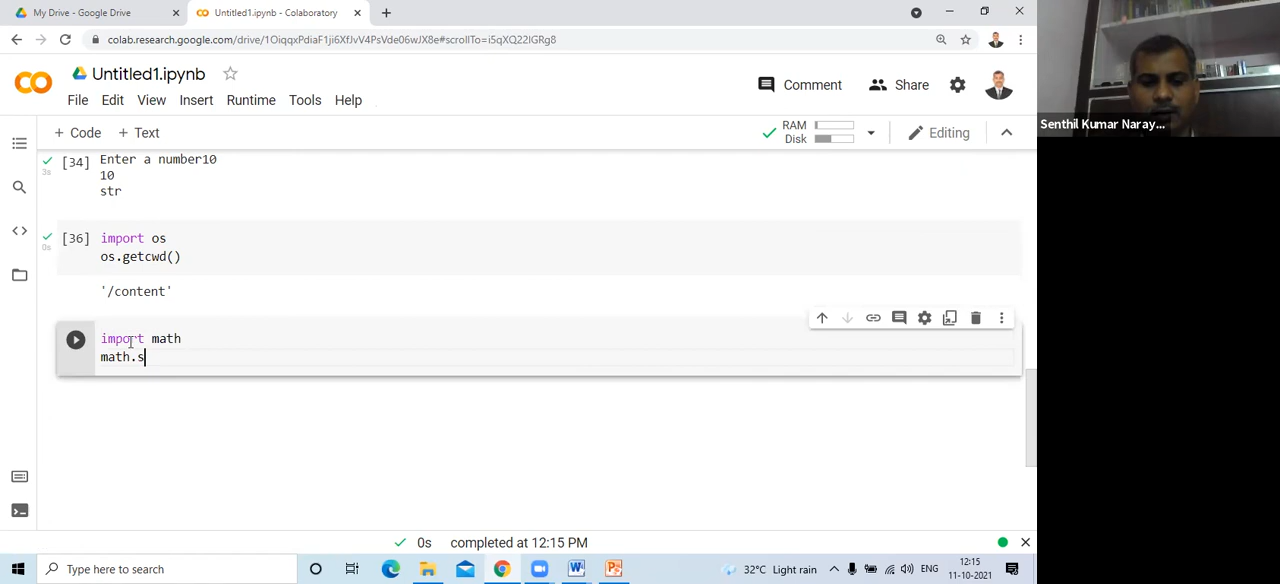 My Drive - Google Drive
Untitled1.ipynb - Colaboratory
colab.research.google.com/drive/1OiqqxPdiaF1ji6XfJvV4PsVde06wJX8e#scrollTo=i5qXQ22IGRg8
CO
Untitled1.ipynb
Comment
Share
File Edit View Insert Runtime Tools Help
+ Code + Text
RAM
Disk
Editing
[34] Enter a number10
3s
10
str
[36] import os
0s
os.getcwd()
'/content'
import math
math.s
0s completed at 12:15 PM
Type here to search
32°C Light rain
ENG
12:15
11-10-2021
Senthil Kumar Naray...